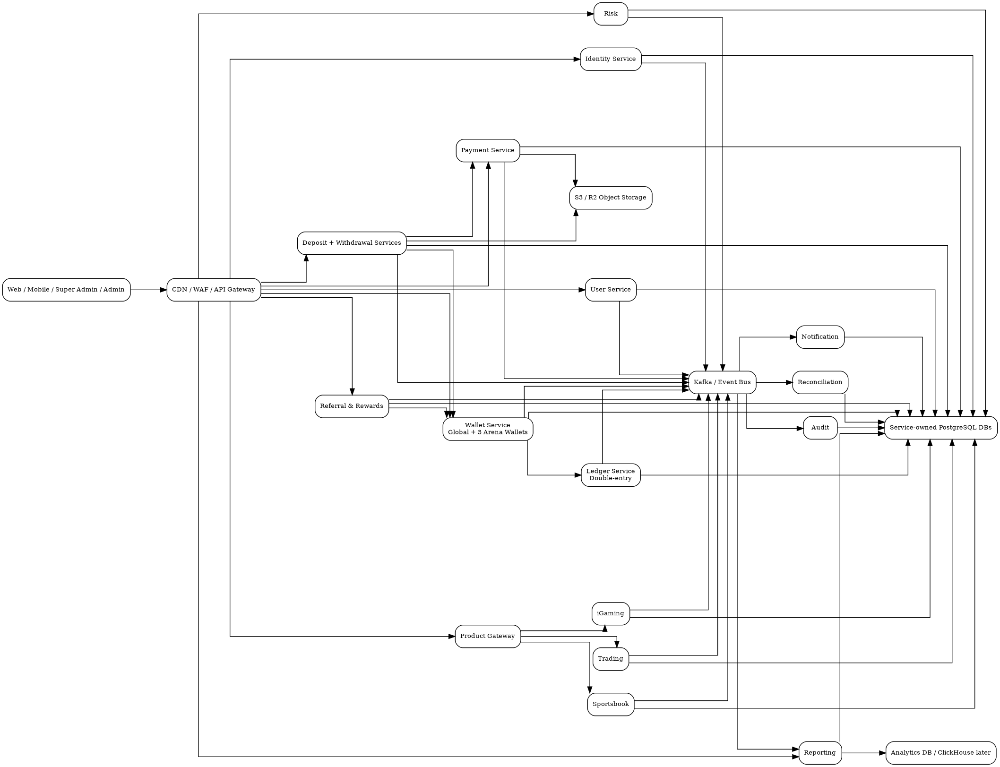 Risk
Identity Service
Payment Service
S3 / R2 Object Storage
Deposit + Withdrawal Services
Web / Mobile / Super Admin / Admin
CDN / WAF / API Gateway
User Service
Notification
Kafka / Event Bus
Reconciliation
Referral & Rewards
Wallet Service
Global + 3 Arena Wallets
Audit
Service-owned PostgreSQL DBs
Ledger Service
Double-entry
iGaming
Product Gateway
Trading
Sportsbook
Reporting
Analytics DB / ClickHouse later